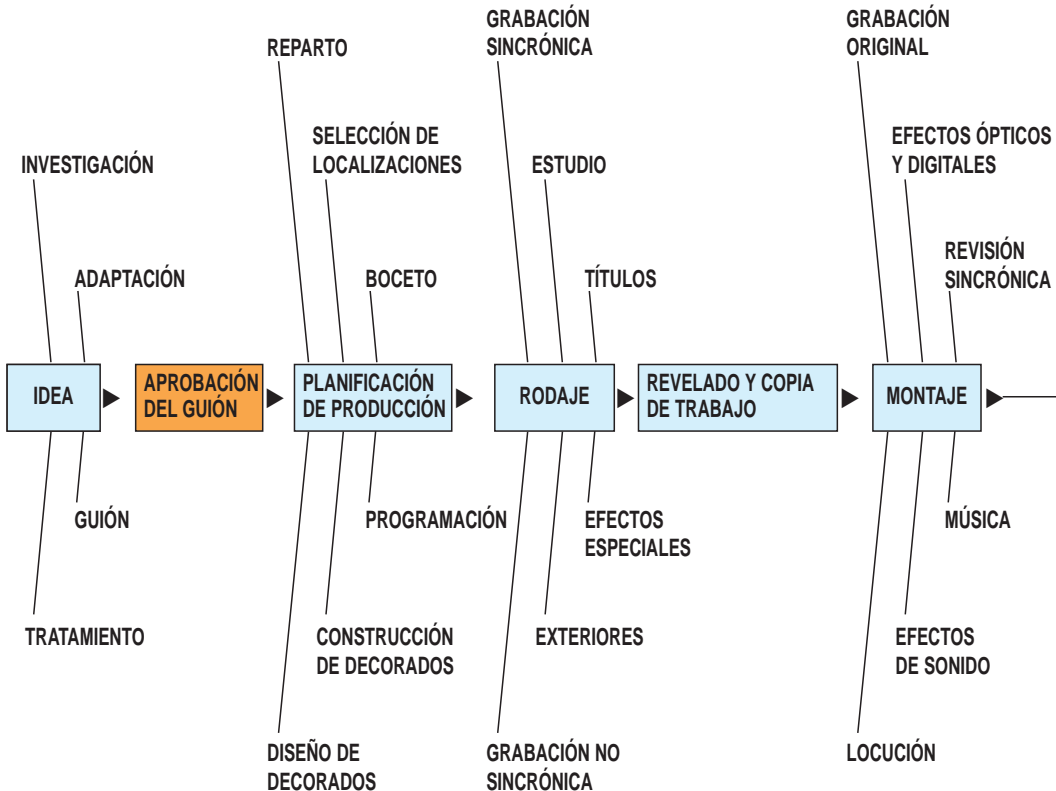 GRABACIÓN
SINCRÓNICA
GRABACIÓN
ORIGINAL
REPARTO
SELECCIÓN DE
LOCALIZACIONES
EFECTOS ÓPTICOS
Y DIGITALES
INVESTIGACIÓN
ESTUDIO
REVISIÓN
SINCRÓNICA
ADAPTACIÓN
BOCETO
TÍTULOS
IDEA
APROBACIÓN
DEL GUIÓN
PLANIFICACIÓN
DE PRODUCCIÓN
RODAJE
REVELADO Y COPIA
DE TRABAJO
MONTAJE
GUIÓN
PROGRAMACIÓN
EFECTOS
ESPECIALES
MÚSICA
TRATAMIENTO
CONSTRUCCIÓN
DE DECORADOS
EXTERIORES
EFECTOS
DE SONIDO
DISEÑO DE
DECORADOS
GRABACIÓN NO
SINCRÓNICA
LOCUCIÓN